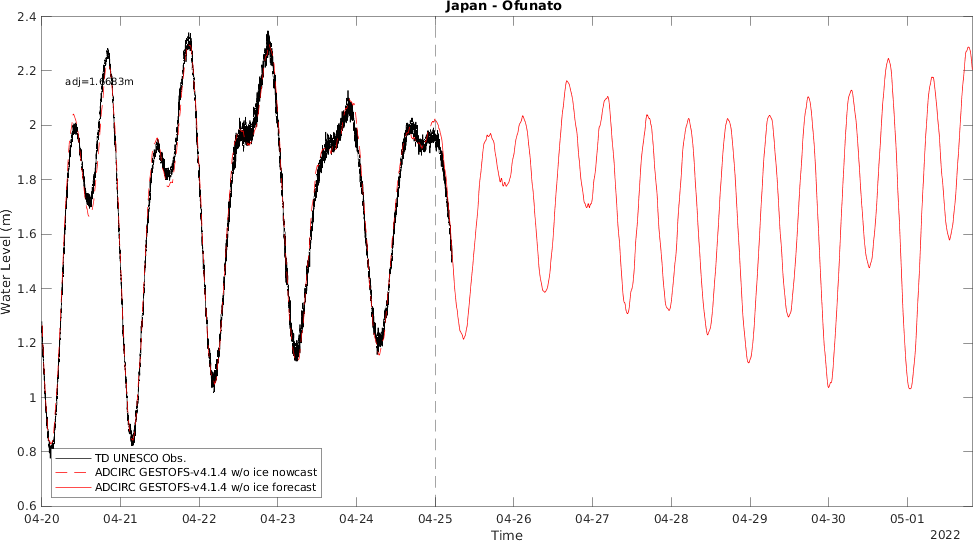 Japan - Ofunato
2.4
2.2
adj=1.6683m
2
1.8
1.6
1.4
1.2
1
0.8
0.6
Water Level (m)
TD UNESCO Obs.
ADCIRC GESTOFS-v4.1.4 w/o ice nowcast
ADCIRC GESTOFS-v4.1.4 w/o ice forecast
04-20 04-21 04-22 04-23 04-24 04-25 04-26 04-27 04-28 04-29 04-30 05-01
Time
2022